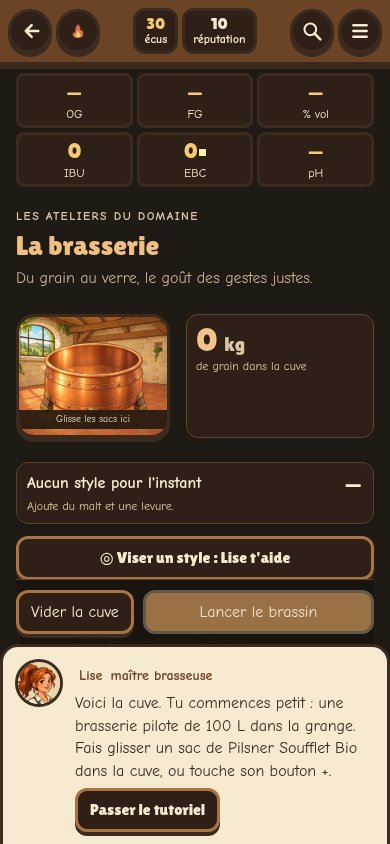 30
écus
10
réputation
—
OG
—
FG
—
% vol
0
IBU
0
EBC
—
pH
LES ATELIERS DU DOMAINE
La brasserie
Du grain au verre, le goût des gestes justes.
Glisse les sacs ici
0 kg
de grain dans la cuve
Aucun style pour l'instant
—
Ajoute du malt et une levure.
◎ Viser un style : Lise t'aide
Vider la cuve
Lancer le brassin
Lise maître brasseuse
Voici la cuve. Tu commences petit : une
brasserie pilote de 100 L dans la grange.
Fais glisser un sac de Pilsner Soufflet Bio
dans la cuve, ou touche son bouton +.
Passer le tutoriel